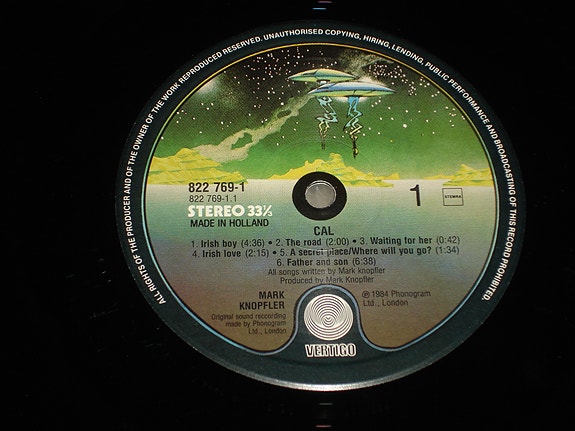 ALL RIGHTS OF THE PRODUCER AND OF THE OWNER OF THE WORK REPRODUCED RESERVED. UNAUTHORISED COPYING, HIRING, LENDING, PUBLIC PERFORMANCE AND BROADCASTING OF THIS RECORD PROHIBITED.
822 769-1
822 769-1.1
STEREO 33⅓
MADE IN HOLLAND
1
STEMRA
CAL
1. Irish boy (4:36) • 2. The road (2:00) • 3. Waiting for her (0:42)
4. Irish love (2:15) • 5. A secret place/Where will you go? (1:34)
6. Father and son (6:38)
All songs written by Mark knopfler
Produced by Mark Knopfler
MARK
KNOPFLER
Original sound recording
made by Phonogram
Ltd., London
℗ 1984 Phonogram
Ltd., London
VERTIGO